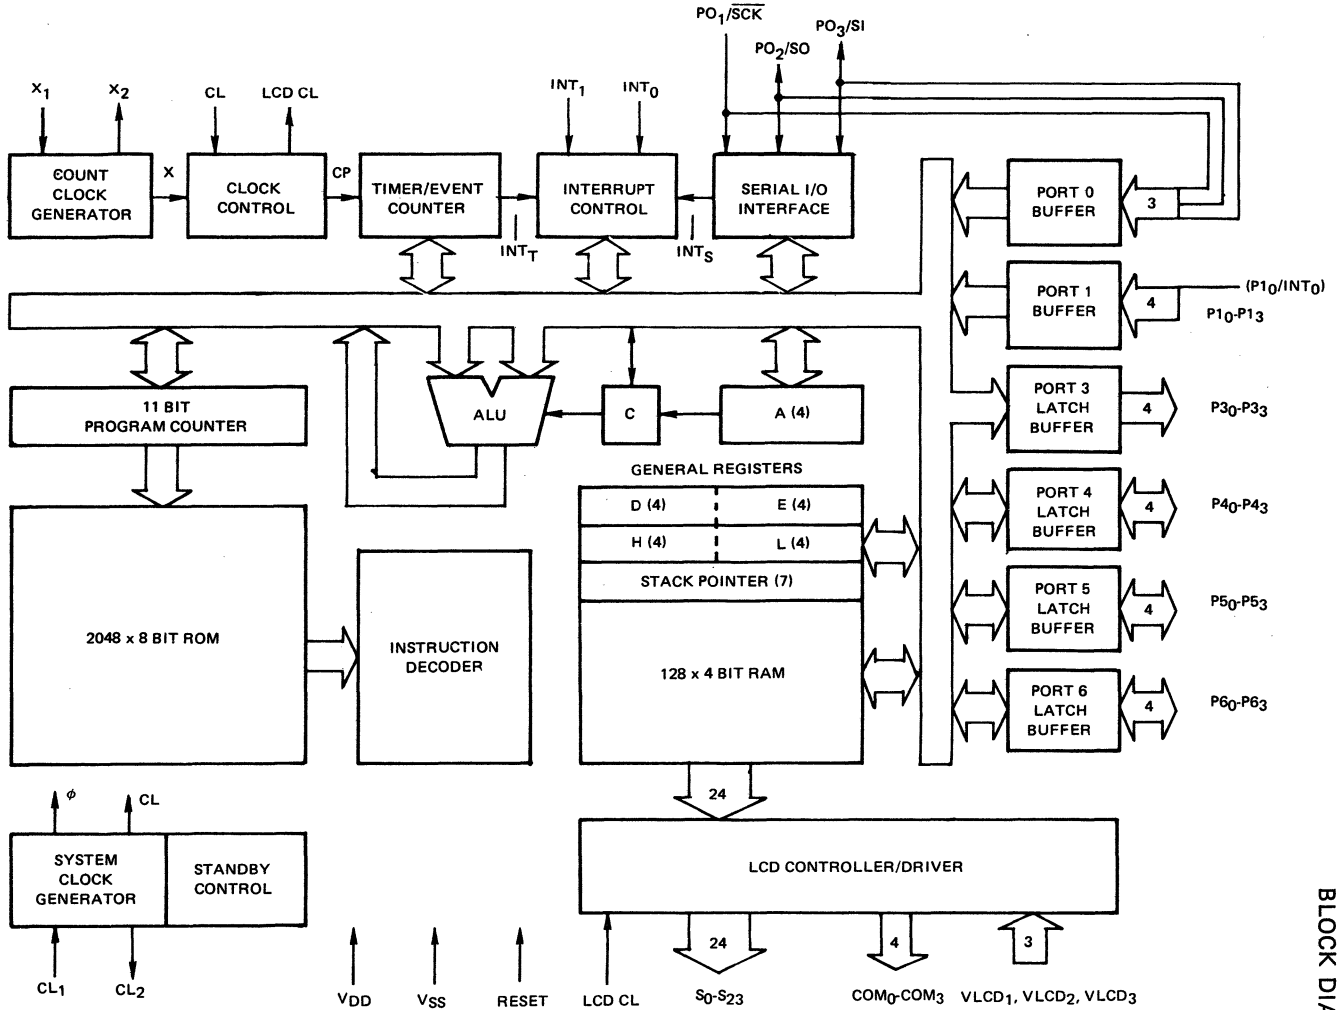 PO1/SCK
PO3/SI
PO2/SO
X1
X2
CL
LCD CL
INT1
INT0
COUNT
CLOCK
GENERATOR
X
CLOCK
CONTROL
CP
TIMER/EVENT
COUNTER
INTT
INTERRUPT
CONTROL
INTS
SERIAL I/O
INTERFACE
PORT 0
BUFFER
3
PORT 1
BUFFER
4
(P10/INT0)
P10-P13
11 BIT
PROGRAM COUNTER
ALU
C
A (4)
PORT 3
LATCH
BUFFER
4
P30-P33
GENERAL REGISTERS
D (4)
E (4)
H (4)
L (4)
STACK POINTER (7)
PORT 4
LATCH
BUFFER
4
P40-P43
2048 x 8 BIT ROM
INSTRUCTION
DECODER
128 x 4 BIT RAM
PORT 5
LATCH
BUFFER
4
P50-P53
PORT 6
LATCH
BUFFER
4
P60-P63
24
φ
CL
SYSTEM
CLOCK
GENERATOR
STANDBY
CONTROL
LCD CONTROLLER/DRIVER
CL1
CL2
VDD
VSS
RESET
LCD CL
24
S0-S23
4
COM0-COM3
3
VLCD1, VLCD2, VLCD3
BLOCK DIA